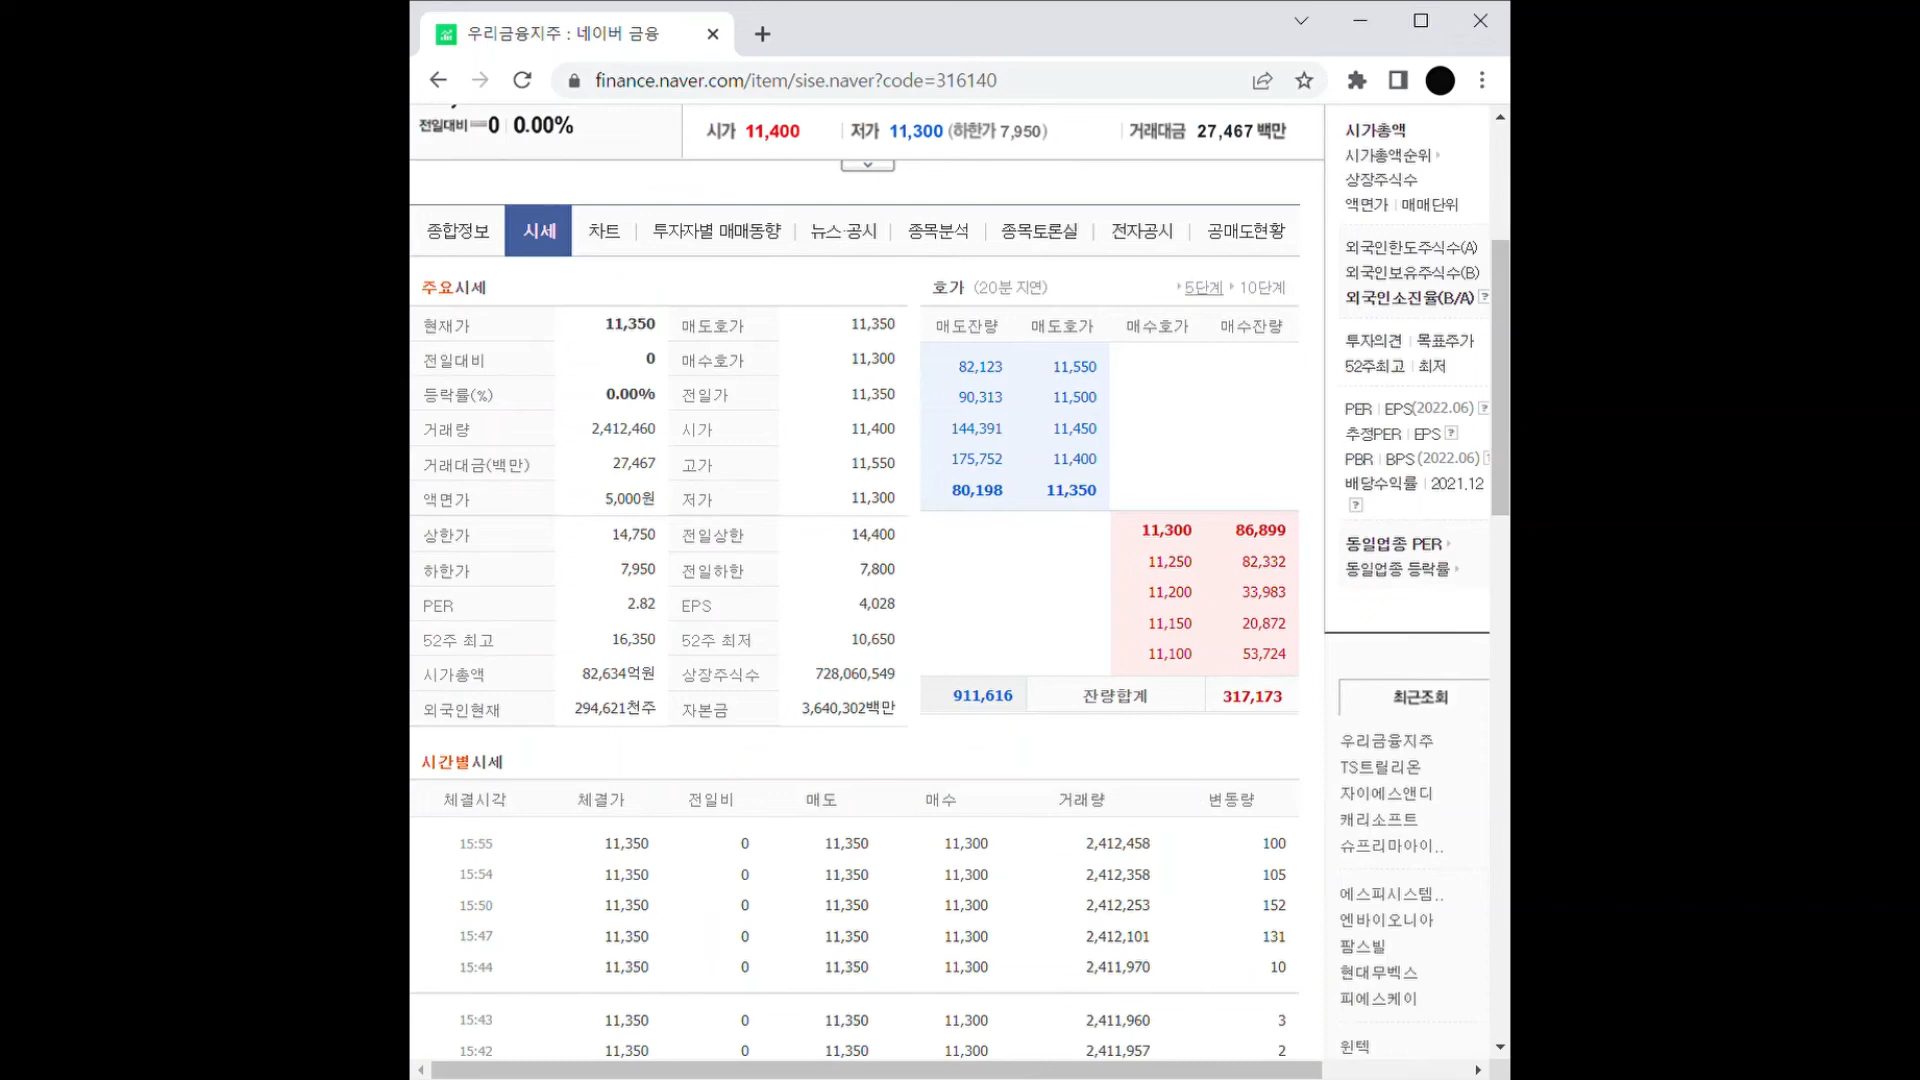 우리금융지주 : 네이버 금융
finance.naver.com/item/sise.naver?code=316140
전일대비 0 0.00%
시가 11,400 저가 11,300 (하한가 7,950) 거래대금 27,467 백만
종합정보 시세 차트 투자자별 매매동향 뉴스·공시 종목분석 종목토론실 전자공시 공매도현황
주요시세
현재가 11,350 매도호가 11,350
전일대비 0 매수호가 11,300
등락률(%) 0.00% 전일가 11,350
거래량 2,412,460 시가 11,400
거래대금(백만) 27,467 고가 11,550
액면가 5,000원 저가 11,300
상한가 14,750 전일상한 14,400
하한가 7,950 전일하한 7,800
PER 2.82 EPS 4,028
52주 최고 16,350 52주 최저 10,650
시가총액 82,634억원 상장주식수 728,060,549
외국인현재 294,621천주 자본금 3,640,302백만
호가 (20분 지연) 5단계 10단계
매도잔량 매도호가 매수호가 매수잔량
82,123 11,550
90,313 11,500
144,391 11,450
175,752 11,400
80,198 11,350
11,300 86,899
11,250 82,332
11,200 33,983
11,150 20,872
11,100 53,724
911,616 잔량합계 317,173
시간별시세
체결시각 체결가 전일비 매도 매수 거래량 변동량
15:55 11,350 0 11,350 11,300 2,412,458 100
15:54 11,350 0 11,350 11,300 2,412,358 105
15:50 11,350 0 11,350 11,300 2,412,253 152
15:47 11,350 0 11,350 11,300 2,412,101 131
15:44 11,350 0 11,350 11,300 2,411,970 10
15:43 11,350 0 11,350 11,300 2,411,960 3
15:42 11,350 0 11,350 11,300 2,411,957 2
시가총액
시가총액순위
상장주식수
액면가 매매단위
외국인한도주식수(A)
외국인보유주식수(B)
외국인소진율(B/A) ?
투자의견 목표주가
52주최고 최저
PER EPS(2022.06) ?
추정PER EPS ?
PBR BPS (2022.06)
배당수익률 2021.12
?
동일업종 PER
동일업종 등락률
최근조회
우리금융지주
TS트릴리온
자이에스앤디
캐리소프트
슈프리마아이..
에스피시스템..
엔바이오니아
팜스빌
현대무벡스
피에스케이
윈텍